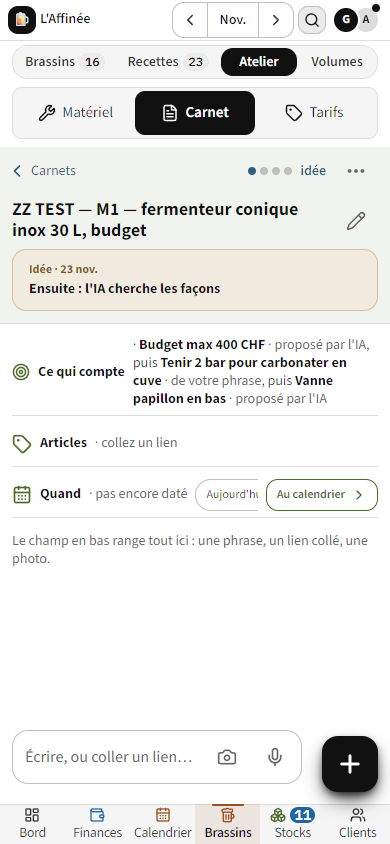 L'Affinée
Nov.
G
A
Brassins 16
Recettes 23
Atelier
Volumes
Matériel
Carnet
Tarifs
Carnets
idée
ZZ TEST — M1 — fermenteur conique
inox 30 L, budget
Idée · 23 nov.
Ensuite : l'IA cherche les façons
Ce qui compte
· Budget max 400 CHF · proposé par l'IA,
puis Tenir 2 bar pour carbonater en
cuve · de votre phrase, puis Vanne
papillon en bas · proposé par l'IA
Articles · collez un lien
Quand · pas encore daté
Aujourd'hu
Au calendrier
Le champ en bas range tout ici : une phrase, un lien collé, une
photo.
Écrire, ou coller un lien…
Bord
Finances
Calendrier
Brassins
11
Stocks
Clients